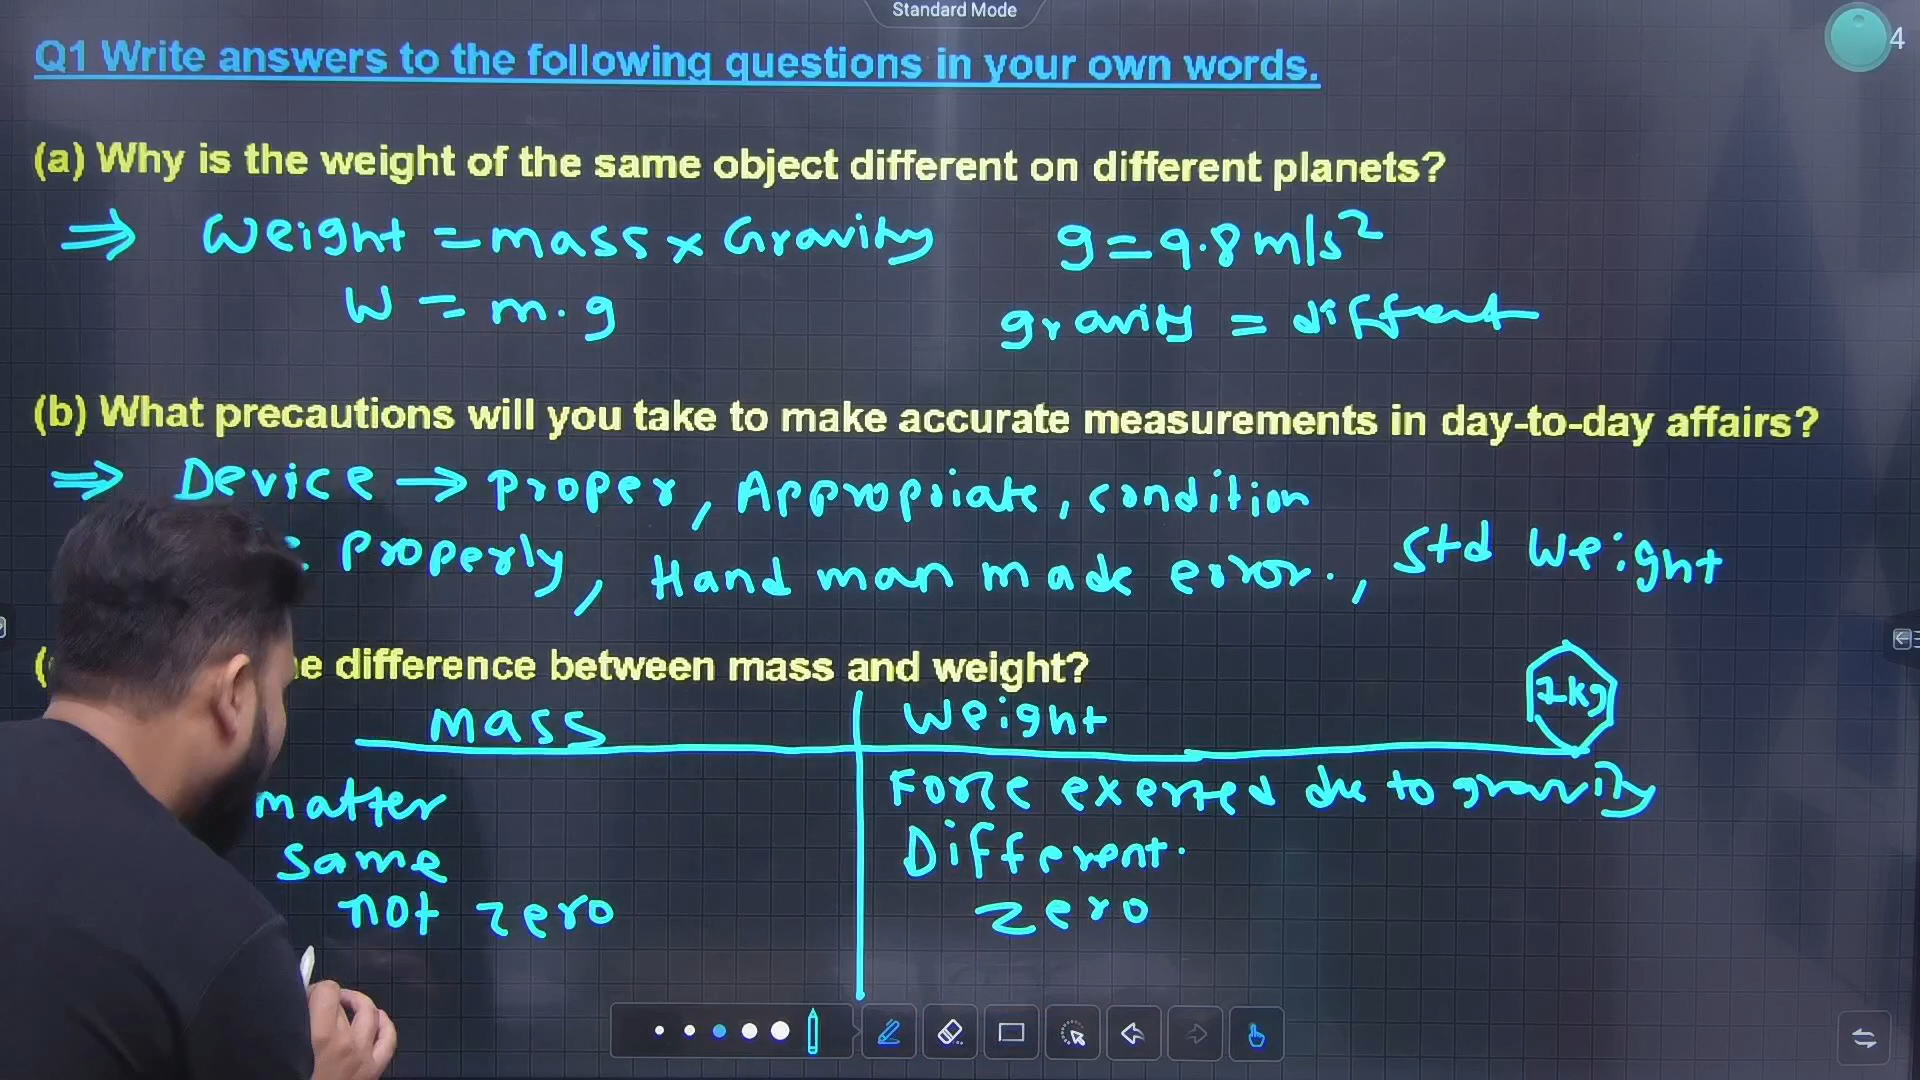 Standard Mode
4
Q1 Write answers to the following questions in your own words.
(a) Why is the weight of the same object different on different planets?
⇒ Weight = mass × Gravity
g = 9.8 m/s²
W = m.g
gravity = diffrent
(b) What precautions will you take to make accurate measurements in day-to-day affairs?
⇒ Device → Proper, Appropriate, condition
Properly, Hand man made error., Std Weight
difference between mass and weight?
1kg
Mass Weight
matter Force exerted due to gravity
same Different.
not zero zero